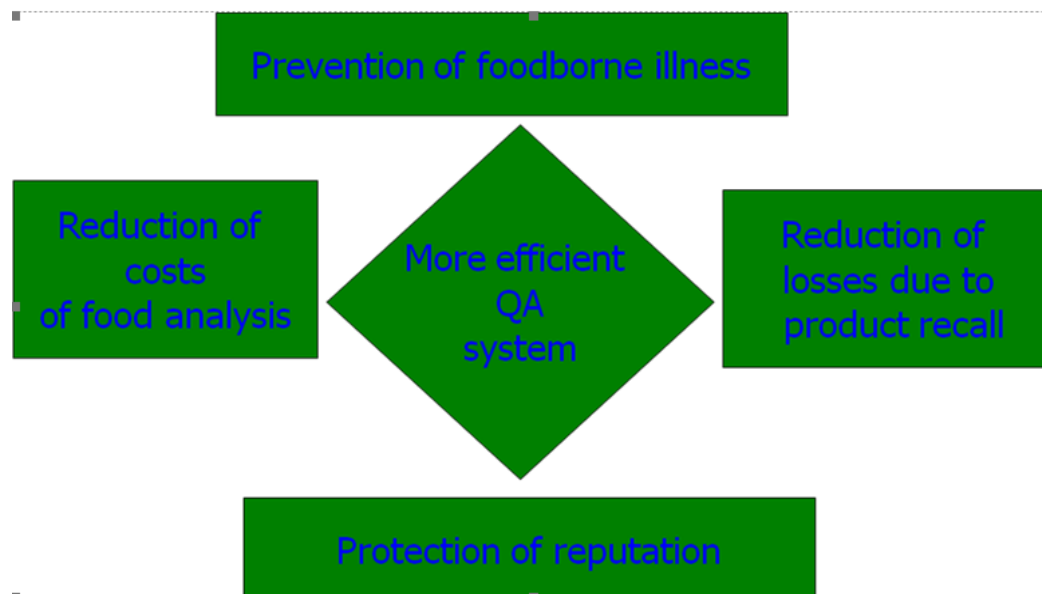 Prevention of foodborne illness
Reduction of
costs
of food analysis
More efficient
QA
system
Reduction of
losses due to
product recall
Protection of reputation